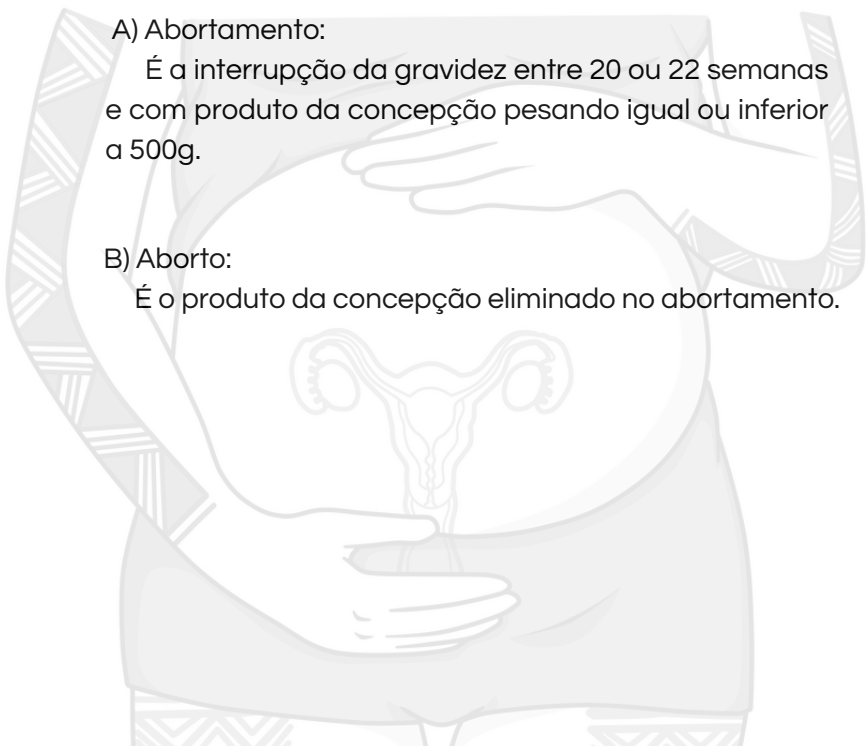 A) Abortamento:
É a interrupção da gravidez entre 20 ou 22 semanas
e com produto da concepção pesando igual ou inferior
a 500g.
B) Aborto:
É o produto da concepção eliminado no abortamento.